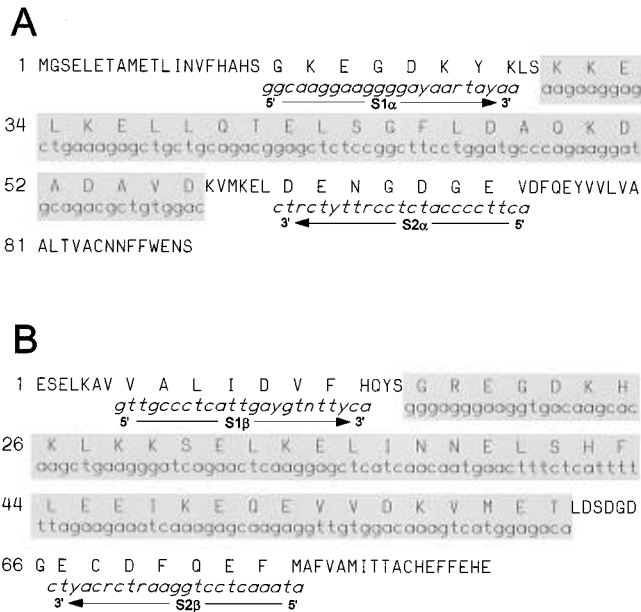 A
1 MGSELETAMETLINVFHAHS G K E G D K Y KLS K K E
ggcaaggaaggggayaartayaa aagaaggag
5' S1α 3'
34 L K E L L Q T E L S G F L D A Q K D
ctgaaagagctgctgcagacggagctctccggcttcctggatgcccagaaggat
52 A D A V DKVMKEL D E N G D G E VDFQEYVVLVA
gcagacgctgtggac ctrctyttrcctctaccccttca
3' S2α 5'
81 ALTVACNNFFWENS
B
1 ESELKAV V A L I D V F HQYS G R E G D K H
gttgccctcattgaygtnttyca gggagggaaggtgacaagcac
5' S1β 3'
26 K L K K S E L K E L I N N E L S H F
aagctgaagggatcagaactcaaggagctcatcaacaatgaactttctcatttt
44 L E E I K E Q E V V D K V M E T LDSDGD
ttagaagaaatcaaagagcaagaggttgtggacaaagtcatggagaca
66 G E C D F Q E F MAFVAMITTACHEFFEHE
ctyacrctraaggtcctcaaata
3' S2β 5'